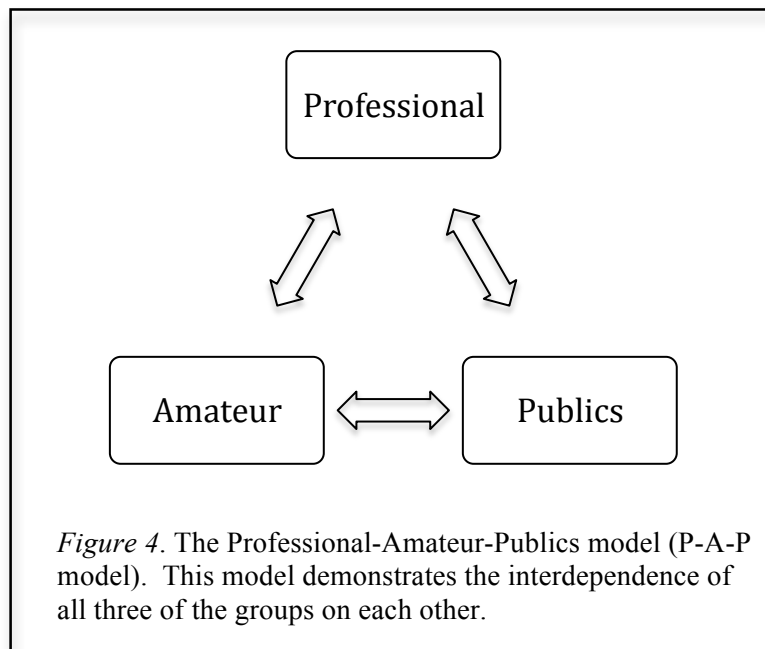 Professional
Amateur
Publics
Figure 4. The Professional-Amateur-Publics model (P-A-P
model).  This model demonstrates the interdependence of
all three of the groups on each other.